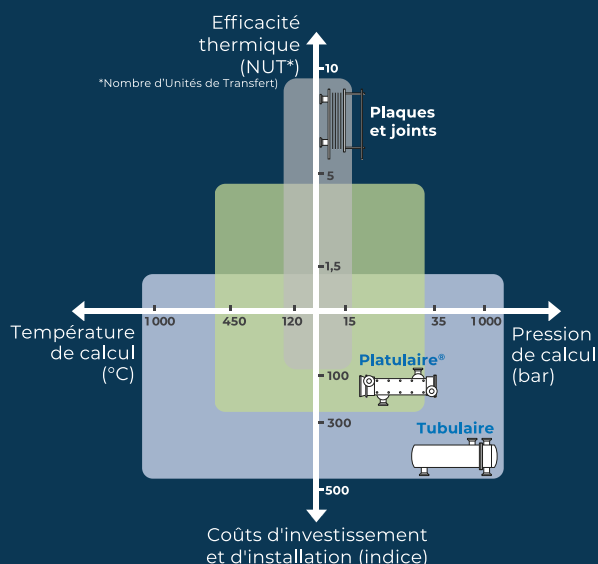 Efficacité
thermique
(NUT*)
*Nombre d'Unités de Transfert)
10
Plaques
et joints
5
1,5
1 000
450
120
15
35
1 000
Température
de calcul
(°C)
Pression
de calcul
(bar)
Platulaire®
100
300
Tubulaire
500
Coûts d'investissement
et d'installation (indice)